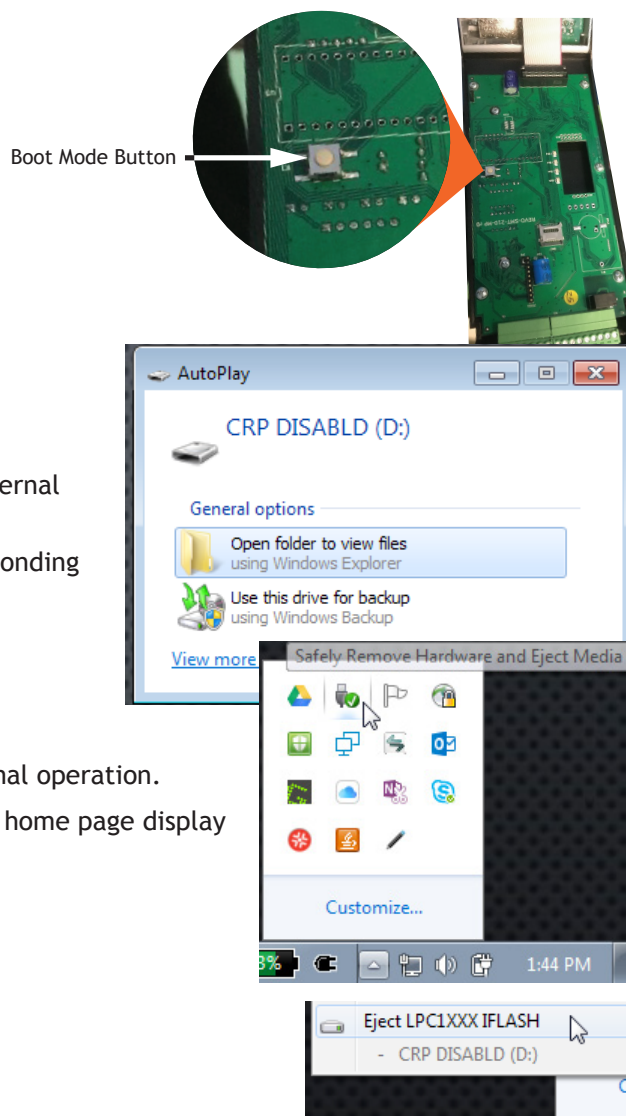 Boot Mode Button
AutoPlay
CRP DISABLD (D:)
ernal
General options
Open folder to view files
using Windows Explorer
onding
Use this drive for backup
using Windows Backup
View more
Safely Remove Hardware and Eject Media
nal operation.
home page display
Customize...
3%
1:44 PM
Eject LPC1XXX IFLASH
- CRP DISABLD (D:)